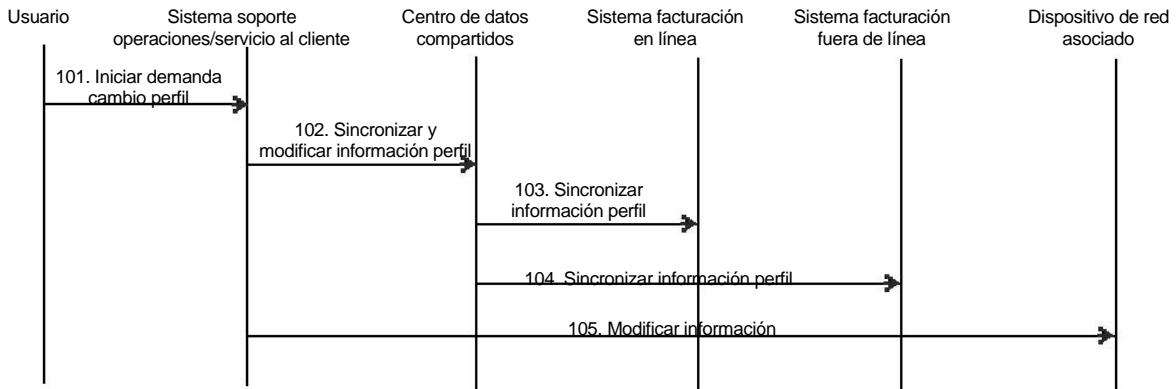 Usuario
Sistema soporte
operaciones/servicio al cliente
Centro de datos
compartidos
Sistema facturación
en línea
Sistema facturación
fuera de línea
Dispositivo de red
asociado
101. Iniciar demanda
cambio perfil
102. Sincronizar y
modificar información perfil
103. Sincronizar
información perfil
104. Sincronizar información perfil
105. Modificar información